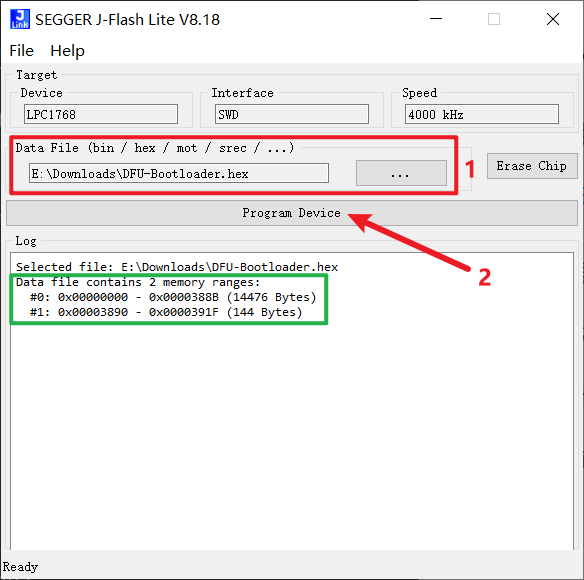 SEGGER J-Flash Lite V8.18
File Help
Target
Device Interface Speed
LPC1768 SWD 4000 kHz
Data File (bin / hex / mot / srec / ...)
E:\Downloads\DFU-Bootloader.hex ... 1 Erase Chip
Program Device
2
Log
Selected file: E:\Downloads\DFU-Bootloader.hex
Data file contains 2 memory ranges:
#0: 0x00000000 - 0x0000388B (14476 Bytes)
#1: 0x00003890 - 0x0000391F (144 Bytes)
Ready